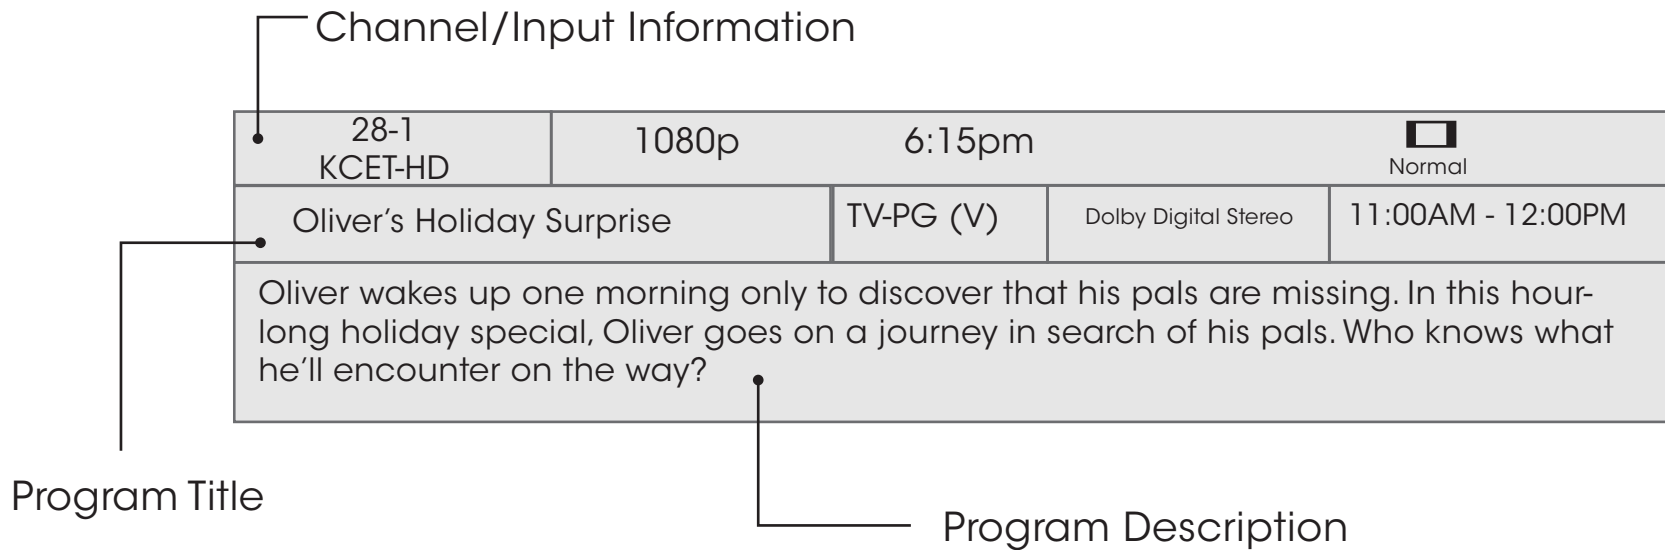 Channel/Input Information
28-1
KCET-HD
1080p
6:15pm
Normal
Oliver's Holiday Surprise
TV-PG (V)
Dolby Digital Stereo
11:00AM - 12:00PM
Oliver wakes up one morning only to discover that his pals are missing. In this hour-
long holiday special, Oliver goes on a journey in search of his pals. Who knows what
he'll encounter on the way?
Program Title
Program Description